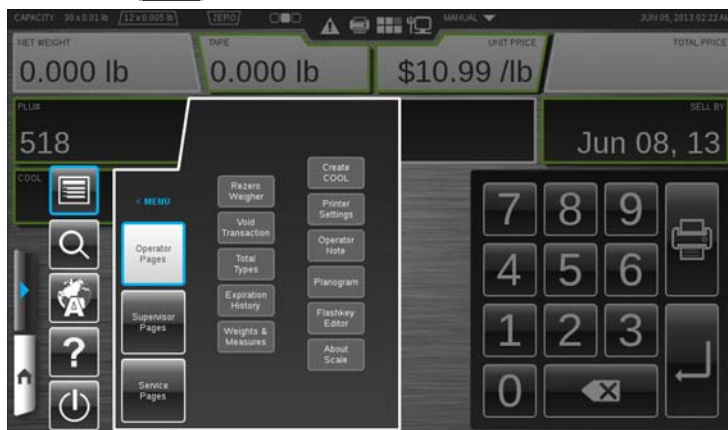 CAPACITY 30 x 0.01 lb 12 x 0.005 lb ZERO MANUAL JUN 05, 2013 02:22 A
NET WEIGHT
0.000 lb
TARE
0.000 lb
UNIT PRICE
$10.99 /lb
TOTAL PRICE
PLU#
518
SELL BY
Jun 08, 13
COOL
< MENU
Operator
Pages
Supervisor
Pages
Service
Pages
Rezero
Weigher
Void
Transaction
Total
Types
Expiration
History
Weights &
Measures
Create
COOL
Printer
Settings
Operator
Note
Planogram
Flashkey
Editor
About
Scale
?
7 8 9
4 5 6
1 2 3
0